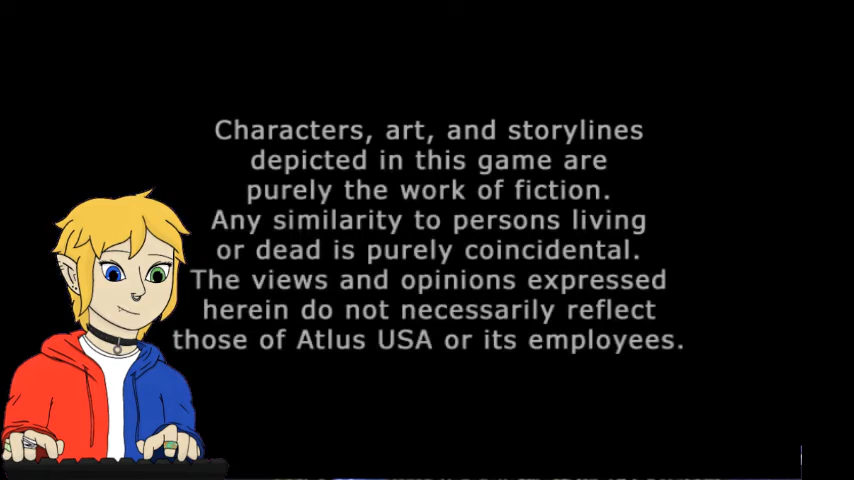 Characters, art, and storylines
depicted in this game are
purely the work of fiction.
Any similarity to persons living
or dead is purely coincidental.
The views and opinions expressed
herein do not necessarily reflect
those of Atlus USA or its employees.